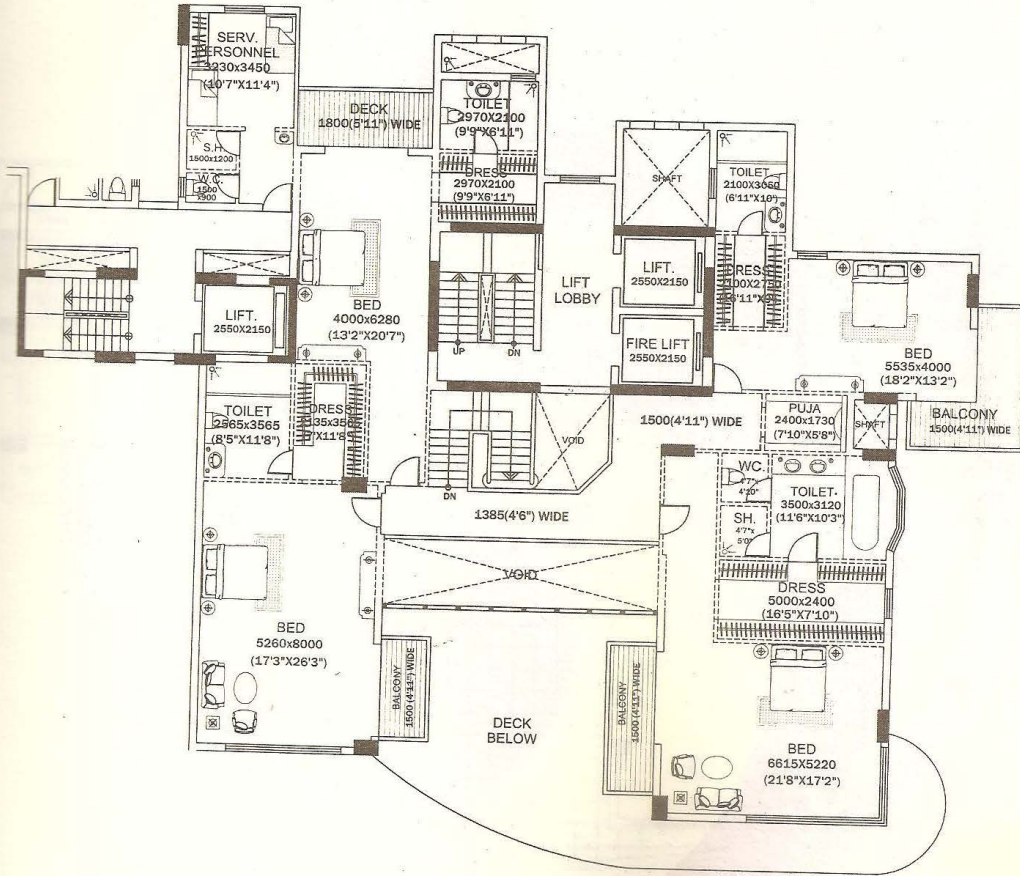 SERV.
PERSONNEL
3230x3450
(10'7"X11'4")
DECK
1800(5'11") WIDE
TOILET
2970X2100
(9'9"X6'11")
S.H.
1500x1200
W.C.
1500
x900
DRESS
2970X2100
(9'9"X6'11")
SHAFT
TOILET
2100X3050
(6'11"X10')
LIFT.
2550X2150
BED
4000x6280
(13'2"X20'7")
UP
DN
LIFT
LOBBY
LIFT.
2550X2150
FIRE LIFT
2550X2150
DRESS
BED
5535x4000
(18'2"X13'2")
BALCONY
1500(4'11") WIDE
TOILET
2565x3565
(8'5"X11'8")
DRESS
DN
VOID
1500(4'11") WIDE
PUJA
2400x1730
(7'10"X5'8")
SHAFT
1385(4'6") WIDE
WC
4'7"x
4'10"
TOILET
3500x3120
(11'6"X10'3")
SH.
4'7"x
5'0"
VOID
DRESS
5000x2400
(16'5"X7'10")
BED
5260x8000
(17'3"X26'3")
BALCONY
1500 (4'11") WIDE
DECK
BELOW
BALCONY
1500 (4'11") WIDE
BED
6615X5220
(21'8"X17'2")